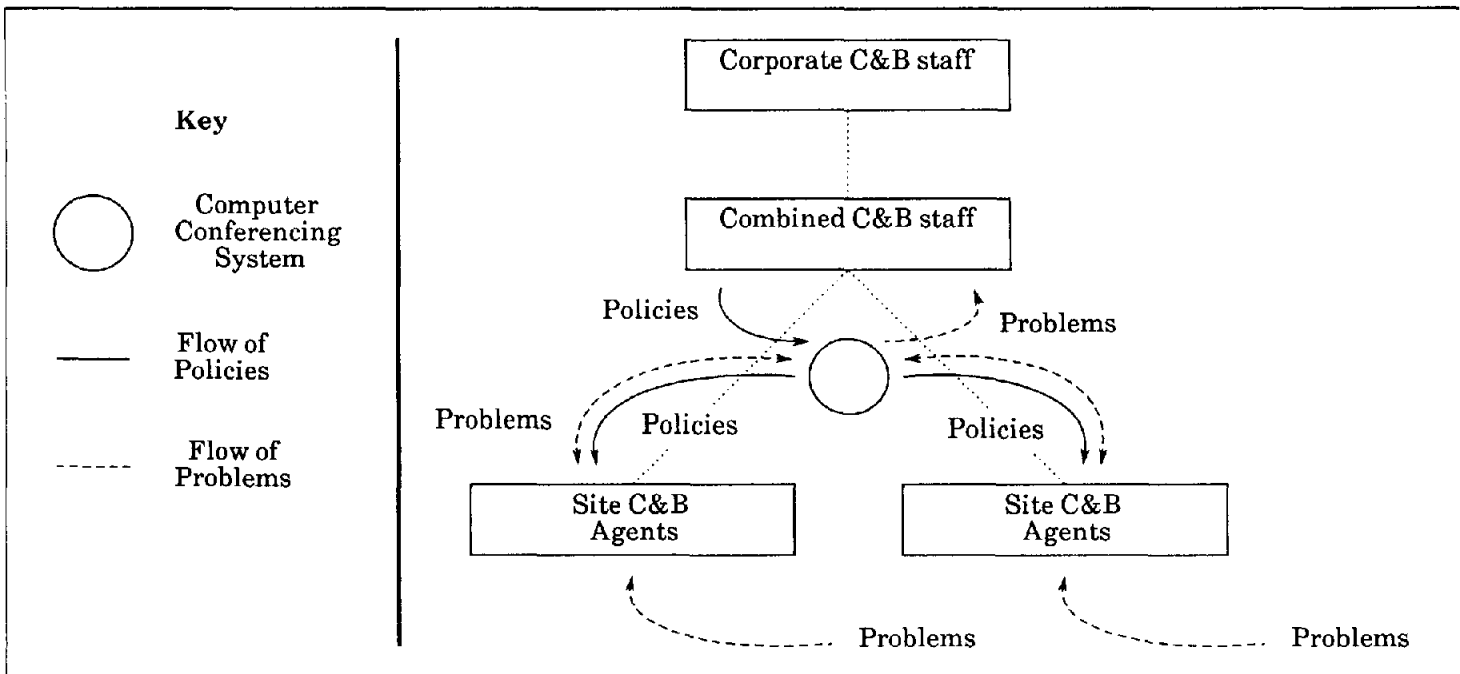 Key
Computer
Conferencing
System
Flow of
Policies
Flow of
Problems
Corporate C&B staff
Combined C&B staff
Policies
Problems
Problems
Policies
Policies
Site C&B
Agents
Site C&B
Agents
Problems
Problems